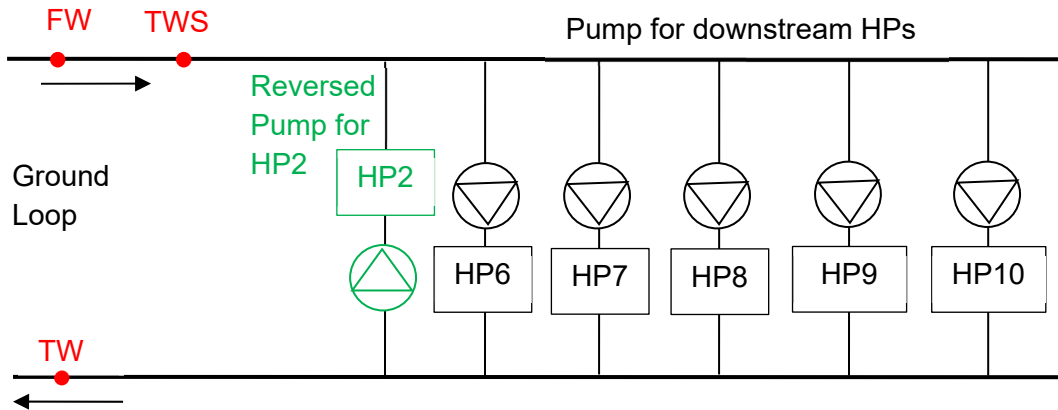 FW
TWS
Pump for downstream HPs
Reversed
Pump for
HP2
HP2
Ground
Loop
HP6
HP7
HP8
HP9
HP10
TW